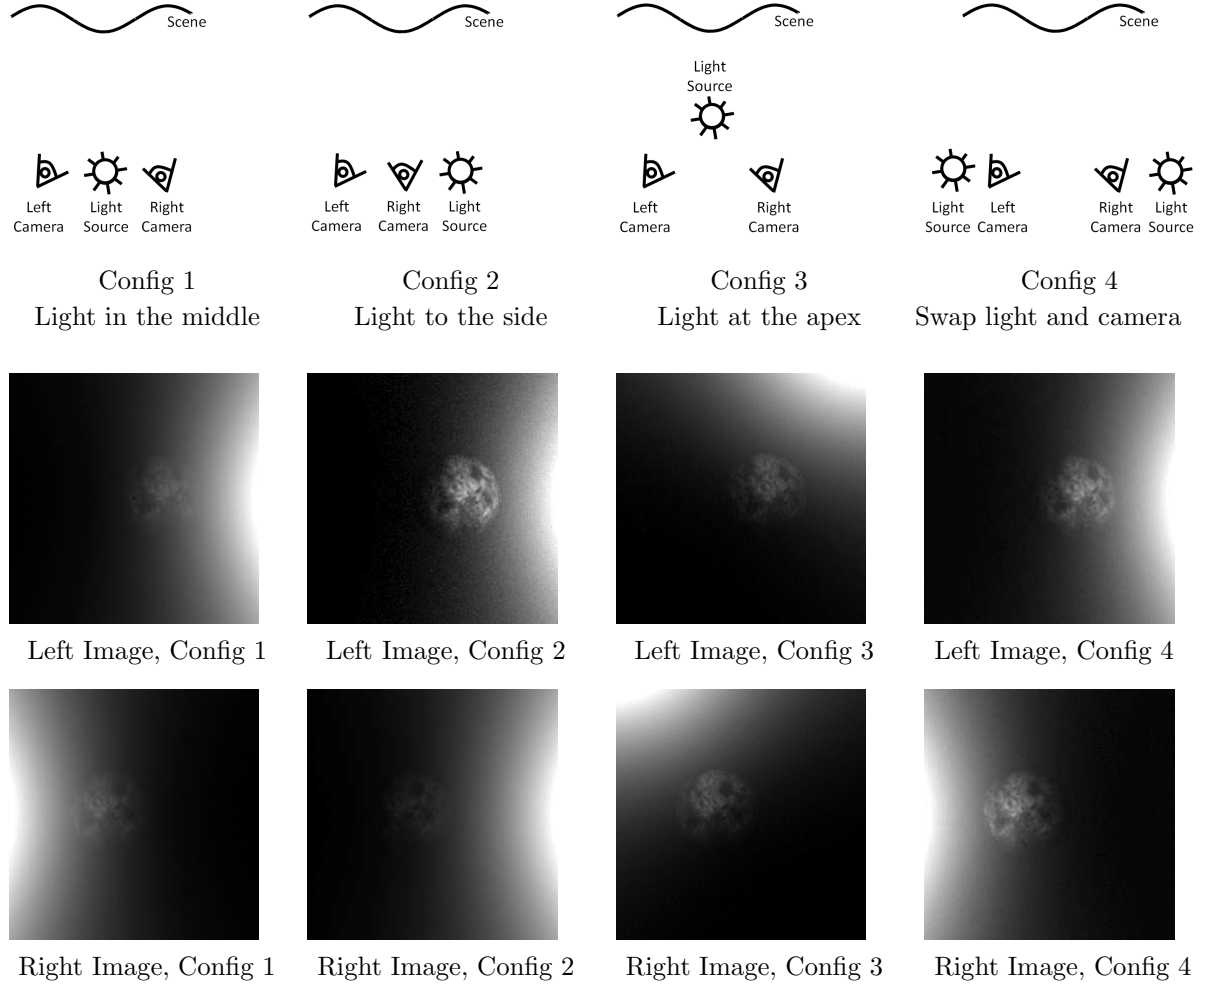 Scene
Scene
Scene
Scene
Light
Source
Left
Camera
Light
Source
Right
Camera
Left
Camera
Right
Camera
Light
Source
Left
Camera
Right
Camera
Light
Source
Left
Camera
Right
Camera
Light
Source
Config 1
Light in the middle
Config 2
Light to the side
Config 3
Light at the apex
Config 4
Swap light and camera
Left Image, Config 1
Left Image, Config 2
Left Image, Config 3
Left Image, Config 4
Right Image, Config 1
Right Image, Config 2
Right Image, Config 3
Right Image, Config 4